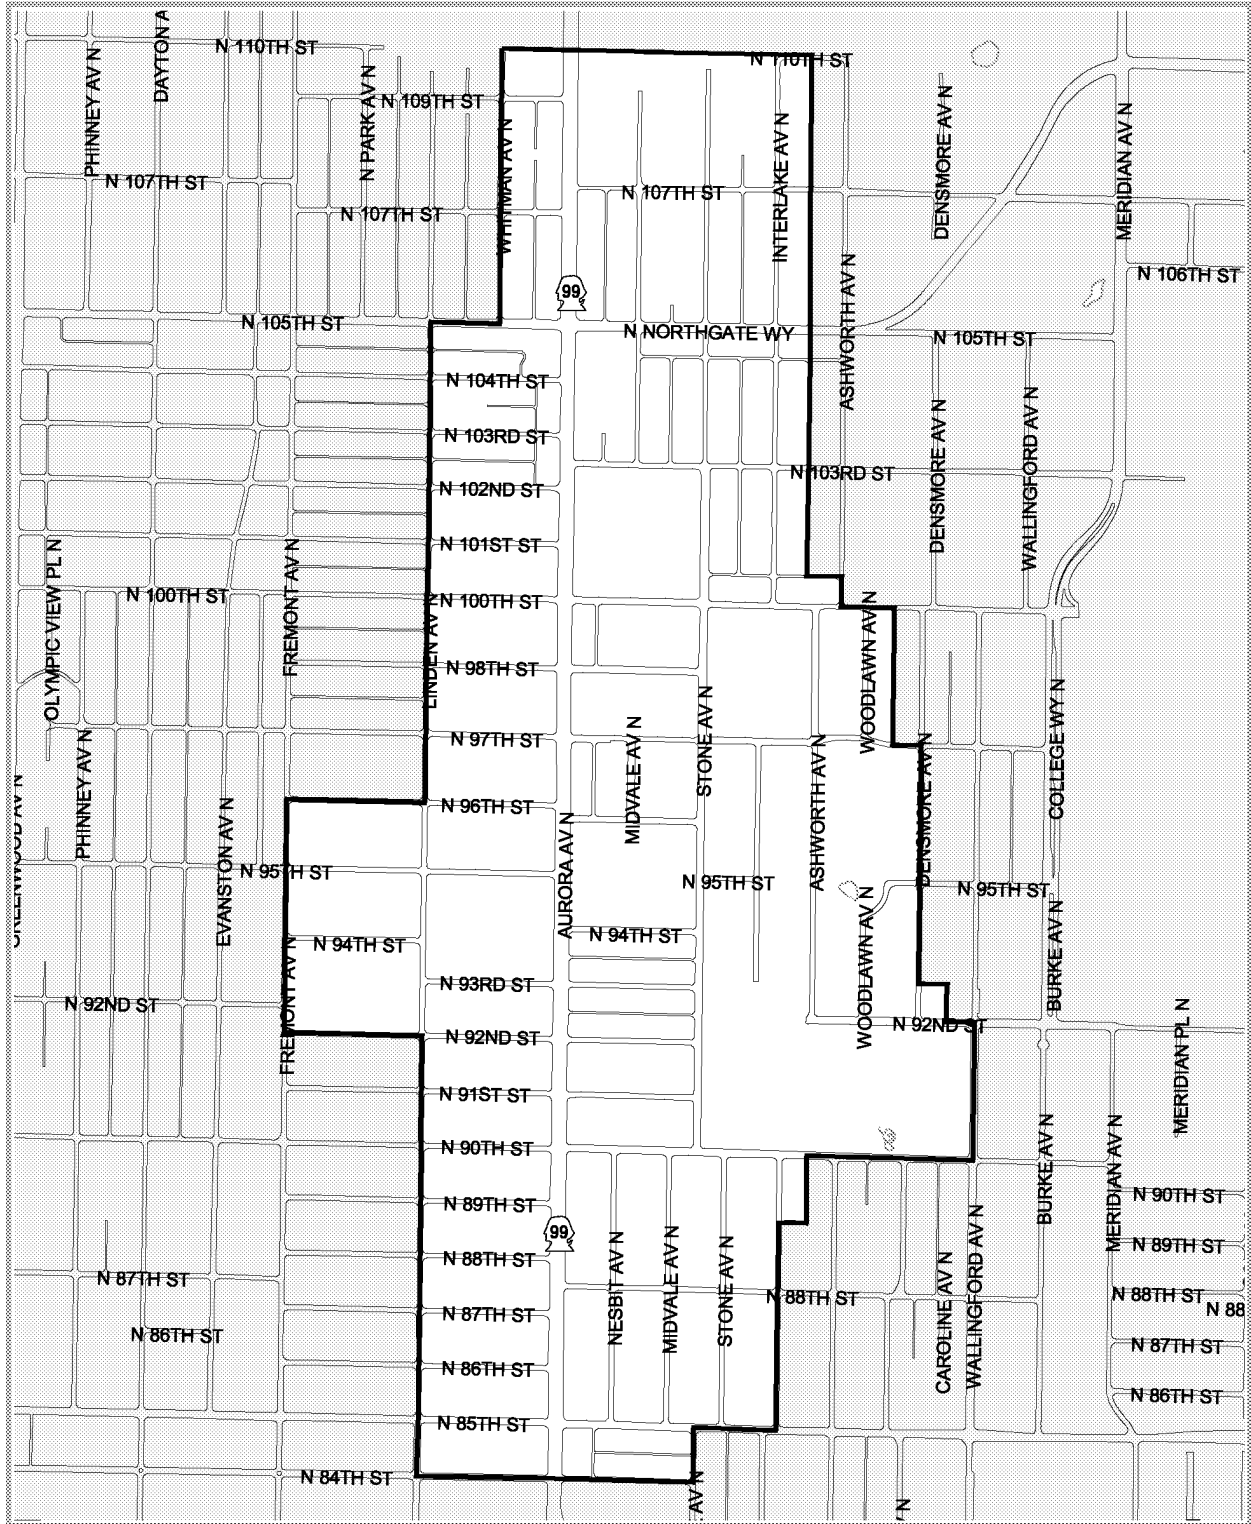 DAYTON A
N 110TH ST
N 110TH ST
PHINNEY AV N
N PARK AV N
N 109TH ST
WHITMAN AV N
INTERLAKE AV N
DENSMORE AV N
MERIDIAN AV N
N 107TH ST
N 107TH ST
N 107TH ST
N 106TH ST
99
ASHWORTH AV N
N 105TH ST
N NORTHGATE WY
N 105TH ST
N 104TH ST
N 103RD ST
DENSMORE AV N
WALLINGFORD AV N
N 103RD ST
N 102ND ST
N 101ST ST
OLYMPIC VIEW PL N
N 100TH ST
FREMONT AV N
LINDEN AV N
N 100TH ST
WOODLAWN AV N
N 98TH ST
STONE AV N
COLLEGE WY N
N 97TH ST
MIDVALE AV N
PHINNEY AV N
ASHWORTH AV N
DENSMORE AV N
GREENWOOD AV N
EVANSTON AV N
N 96TH ST
AURORA AV N
N 95TH ST
N 95TH ST
N 95TH ST
WOODLAWN AV N
BURKE AV N
N 94TH ST
N 94TH ST
FREMONT AV N
N 93RD ST
N 92ND ST
N 92ND ST
N 92ND ST
MERIDIAN PL N
N 91ST ST
N 90TH ST
BURKE AV N
MERIDIAN AV N
N 90TH ST
N 89TH ST
99
NESBIT AV N
MIDVALE AV N
STONE AV N
CAROLINE AV N
WALLINGFORD AV N
N 89TH ST
N 88TH ST
N 87TH ST
N 88TH ST
N 88TH ST
N 88
N 87TH ST
N 86TH ST
N 87TH ST
N 86TH ST
N 86TH ST
N 85TH ST
N 84TH ST
AV N
N